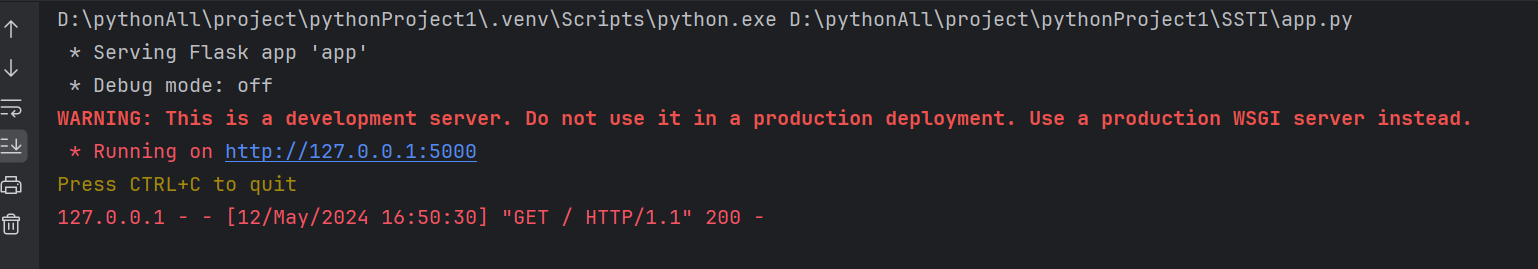 D:\pythonAll\project\pythonProject1\.venv\Scripts\python.exe D:\pythonAll\project\pythonProject1\SSTI\app.py
 * Serving Flask app 'app'
 * Debug mode: off
WARNING: This is a development server. Do not use it in a production deployment. Use a production WSGI server instead.
 * Running on http://127.0.0.1:5000
Press CTRL+C to quit
127.0.0.1 - - [12/May/2024 16:50:30] "GET / HTTP/1.1" 200 -